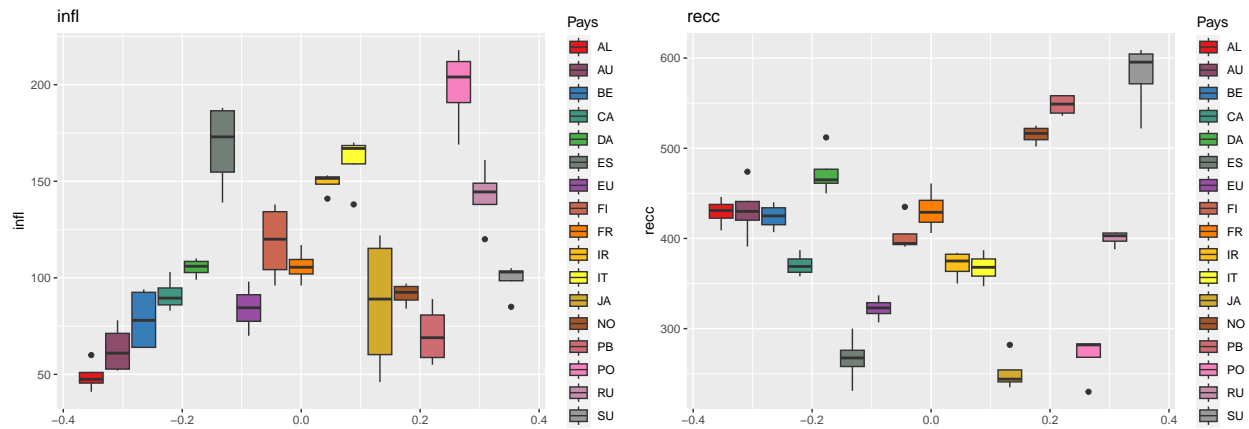 infl
infl
200
150
100
50
−0.4
−0.2
0.0
0.2
0.4
Pays
AL
AU
BE
CA
DA
ES
EU
FI
FR
IR
IT
JA
NO
PB
PO
RU
SU
recc
recc
600
500
400
300
−0.4
−0.2
0.0
0.2
0.4
Pays
AL
AU
BE
CA
DA
ES
EU
FI
FR
IR
IT
JA
NO
PB
PO
RU
SU